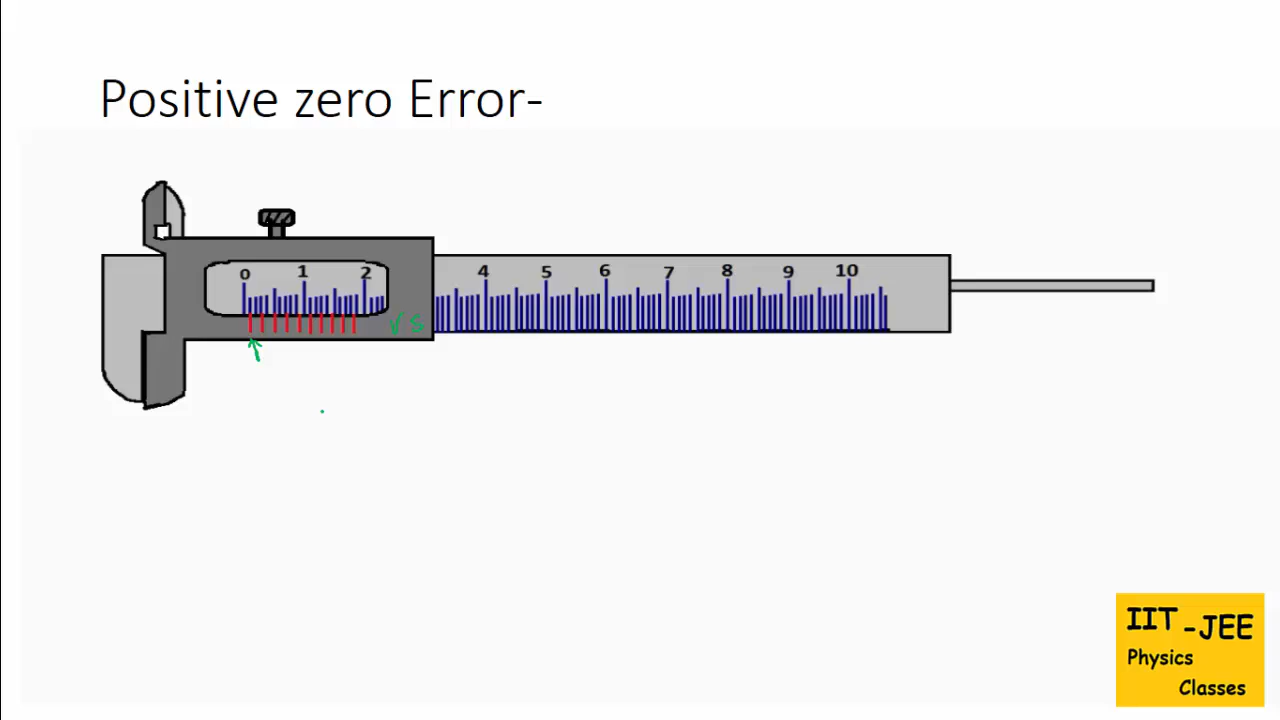 Positive zero Error-
0 1 2 4 5 6 7 8 9 10
VS
IIT-JEE
Physics
Classes